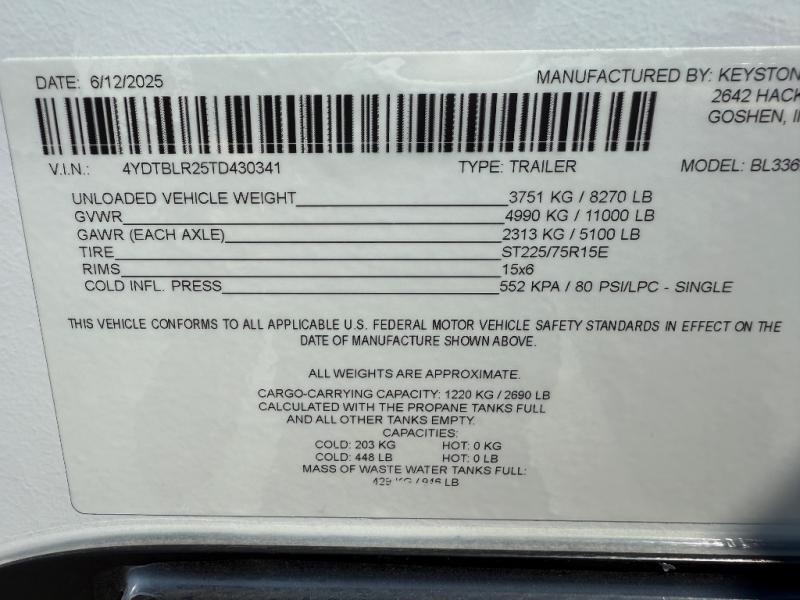 DATE: 6/12/2025 MANUFACTURED BY: KEYSTON
2642 HACK
GOSHEN, I
V.I.N.: 4YDTBLR25TD430341 TYPE: TRAILER MODEL: BL336
UNLOADED VEHICLE WEIGHT 3751 KG / 8270 LB
GVWR 4990 KG / 11000 LB
GAWR (EACH AXLE) 2313 KG / 5100 LB
TIRE ST225/75R15E
RIMS 15x6
COLD INFL. PRESS 552 KPA / 80 PSI/LPC - SINGLE
THIS VEHICLE CONFORMS TO ALL APPLICABLE U.S. FEDERAL MOTOR VEHICLE SAFETY STANDARDS IN EFFECT ON THE
DATE OF MANUFACTURE SHOWN ABOVE.
ALL WEIGHTS ARE APPROXIMATE.
CARGO-CARRYING CAPACITY: 1220 KG / 2690 LB
CALCULATED WITH THE PROPANE TANKS FULL
AND ALL OTHER TANKS EMPTY.
CAPACITIES:
COLD: 203 KG HOT: 0 KG
COLD: 448 LB HOT: 0 LB
MASS OF WASTE WATER TANKS FULL:
429 KG / 946 LB